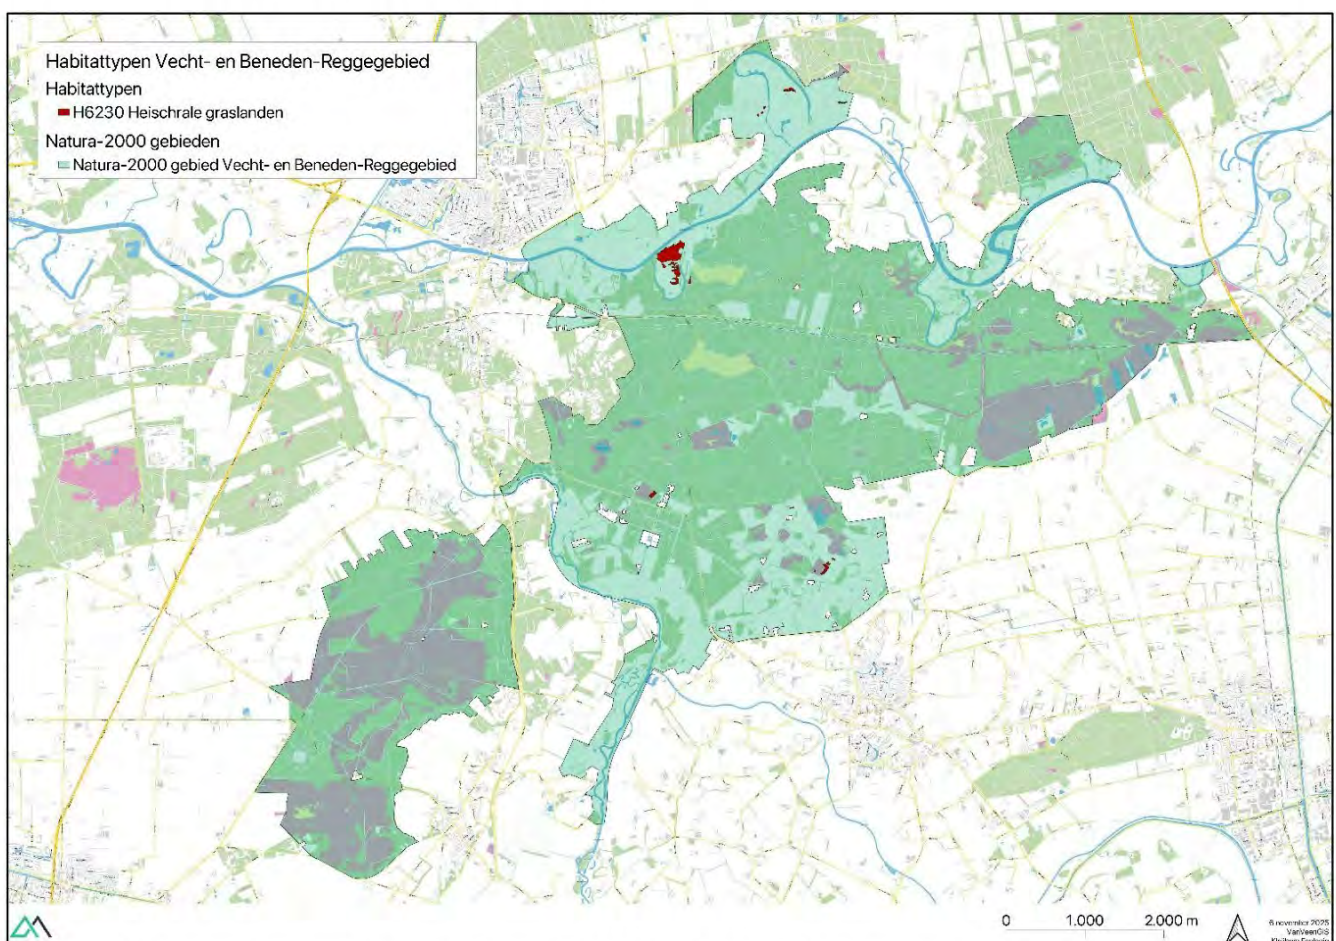 Habitattypen Vecht- en Beneden-Reggegebied
Habitattypen
H6230 Heischrale graslanden
Natura-2000 gebieden
Natura-2000 gebied Vecht- en Beneden-Reggegebied
0 1.000 2.000 m
6 november 2025
VanVeenGIS